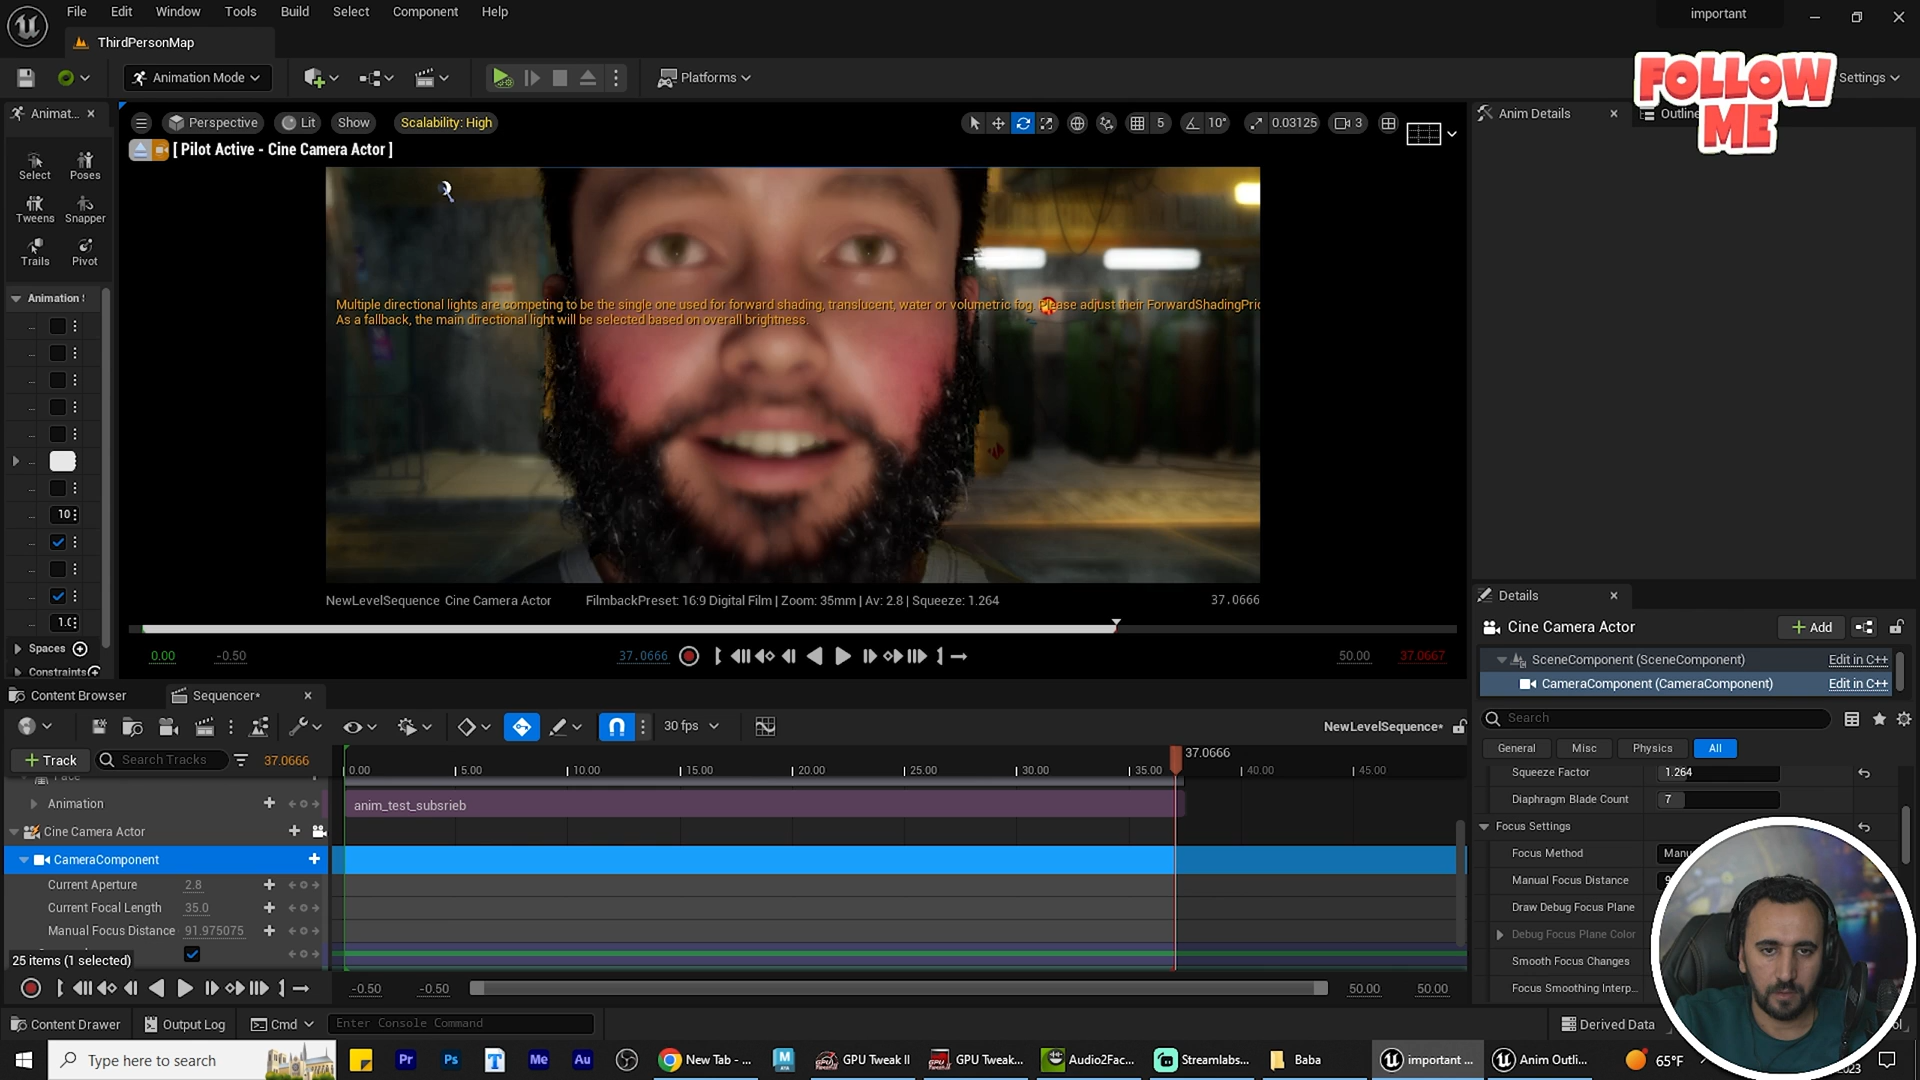 File Edit Window Tools Build Select Component Help
important
ThirdPersonMap
Animation Mode
Platforms
FOLLOW ME
Settings
Animat...
Perspective Lit Show Scalability: High
5 10° 0.03125 3
Anim Details
[ Pilot Active - Cine Camera Actor ]
Select Poses
Tweens Snapper
Trails Pivot
Animation
10
Spaces
Constraints
Multiple directional lights are competing to be the single one used for forward shading, translucent, water or volumetric fog. Please adjust their ForwardShadingPri
As a fallback, the main directional light will be selected based on overall brightness.
NewLevelSequence Cine Camera Actor FilmbackPreset: 16:9 Digital Film | Zoom: 35mm | Av: 2.8 | Squeeze: 1.264 37.0666
0.00 -0.50 37.0666 50.00 37.0667
Details
Cine Camera Actor
Add
SceneComponent (SceneComponent) Edit in C++
CameraComponent (CameraComponent) Edit in C++
Search
General Misc Physics All
Squeeze Factor 1.264
Diaphragm Blade Count 7
Focus Settings
Focus Method
Manual Focus Distance
Draw Debug Focus Plane
Debug Focus Plane Color
Smooth Focus Changes
Focus Smoothing Interp...
Content Browser Sequencer*
30 fps
NewLevelSequence*
Track Search Tracks 37.0666
37.0666
0.00 5.00 10.00 15.00 20.00 25.00 30.00 35.00 40.00 45.00
Animation
anim_test_subsrieb
Cine Camera Actor
CameraComponent
Current Aperture 2.8
Current Focal Length 35.0
Manual Focus Distance 91.975075
25 items (1 selected)
-0.50 -0.50 50.00 50.00
Content Drawer Output Log Cmd Enter Console Command
Derived Data
Type here to search
Pr Ps T Me Au
New Tab - ...
GPU Tweak II
GPU Tweak...
Audio2Fac...
Streamlabs...
Baba
important ...
Anim Outli...
65°F